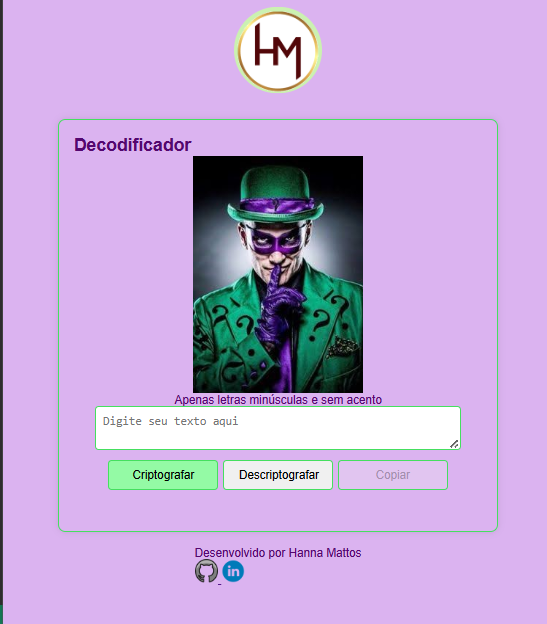 HM
Decodificador
Apenas letras minúsculas e sem acento
Digite seu texto aqui
Criptografar Descriptografar Copiar
Desenvolvido por Hanna Mattos
in